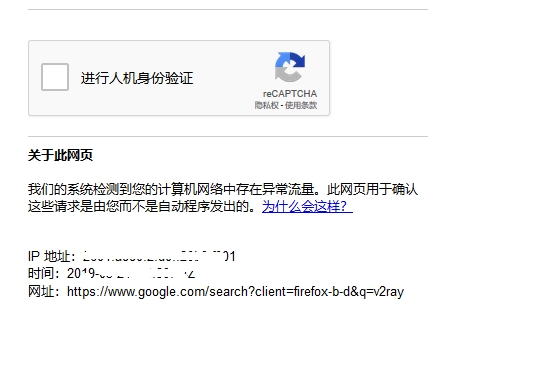 进行人机身份验证
reCAPTCHA
隐私权 - 使用条款
关于此网页
我们的系统检测到您的计算机网络中存在异常流量。此网页用于确认
这些请求是由您而不是自动程序发出的。为什么会这样？
IP 地址：
时间：
网址：https://www.google.com/search?client=firefox-b-d&q=v2ray